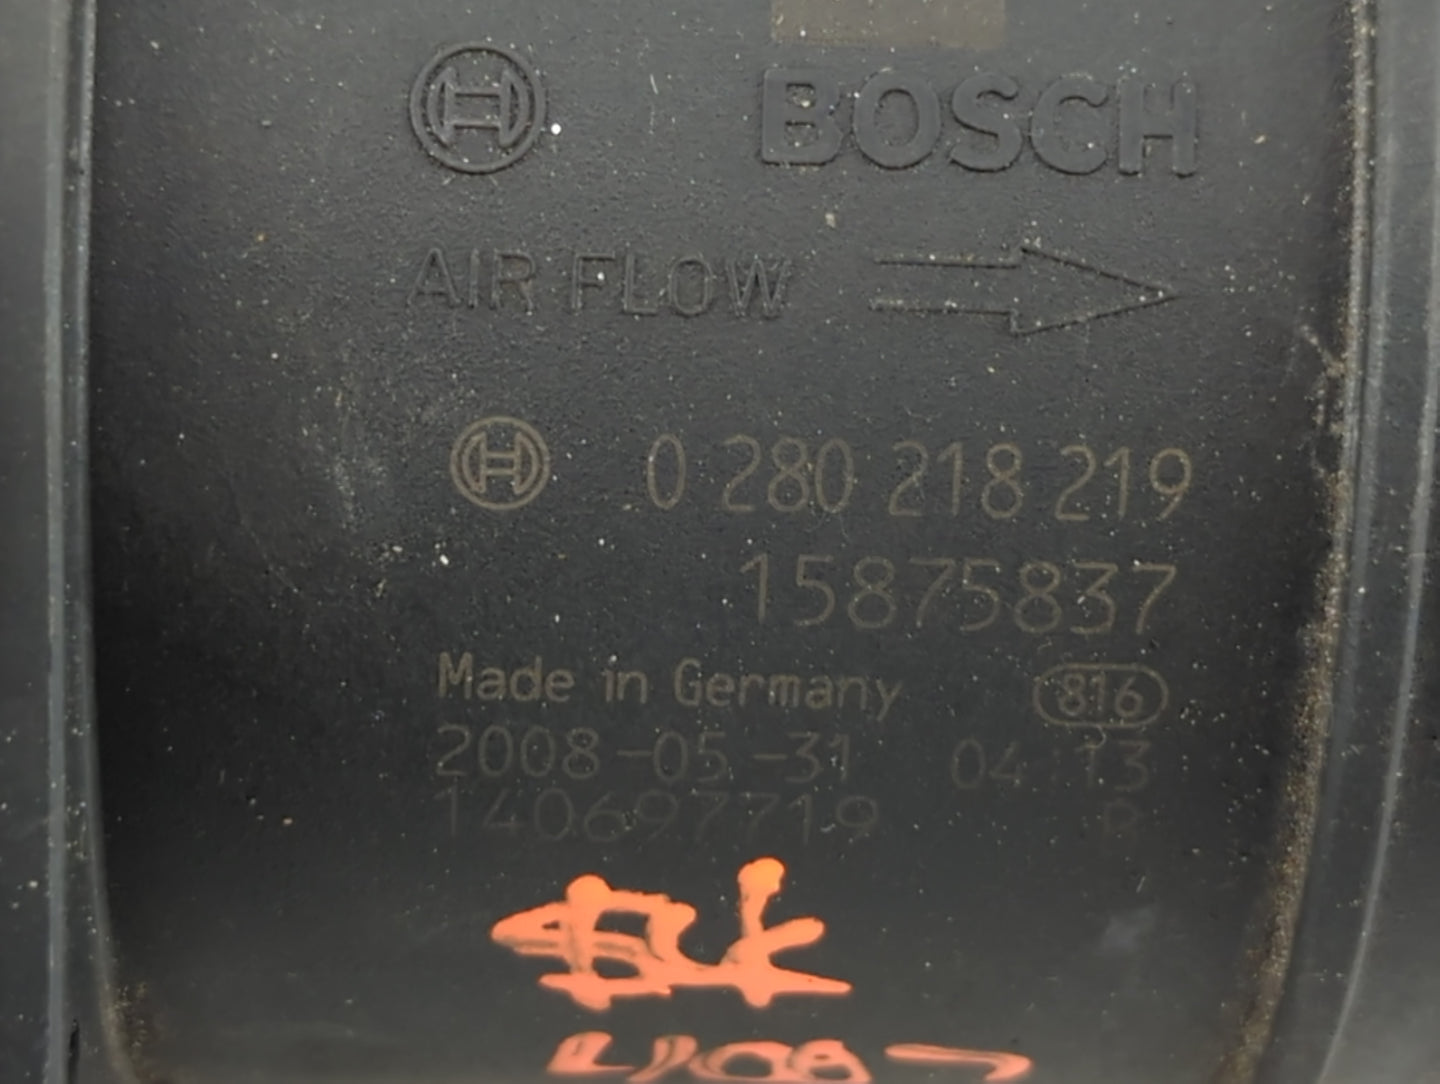 BOSCH
AIR FLOW
0 280 218 219
15875837
Made in Germany 816
2008-05-31 04:13
140697719 P